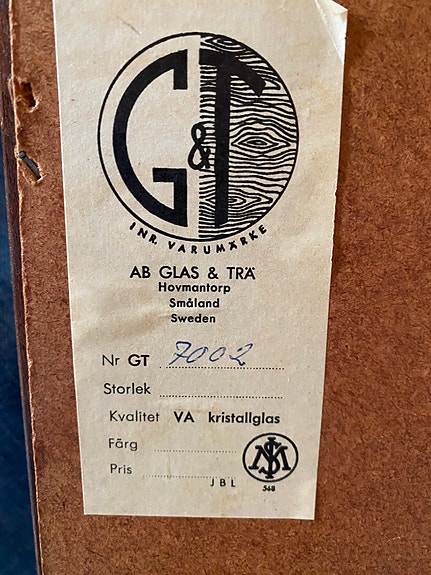 G&T
INR. VARUMÄRKE
AB GLAS & TRÄ
Hovmantorp
Småland
Sweden
Nr GT 7002
Storlek
Kvalitet VA kristallglas
Färg
Pris
JBL
568